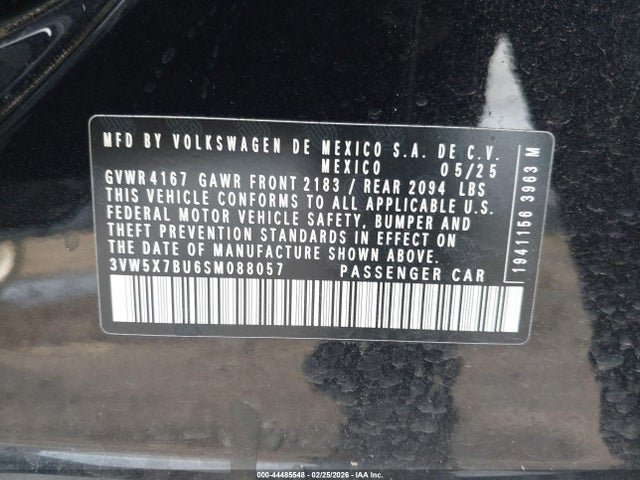 MFD BY VOLKSWAGEN DE MEXICO S.A. DE C.V.
MEXICO 05/25
GVWR 4167 GAWR FRONT 2183 / REAR 2094 LBS
THIS VEHICLE CONFORMS TO ALL APPLICABLE U.S.
FEDERAL MOTOR VEHICLE SAFETY, BUMPER AND
THEFT PREVENTION STANDARDS IN EFFECT ON
THE DATE OF MANUFACTURE SHOWN ABOVE.
3VW5X7BU6SM088057 PASSENGER CAR
1941156 3963 M
000-44485548 - 02/25/2026 - IAA Inc.